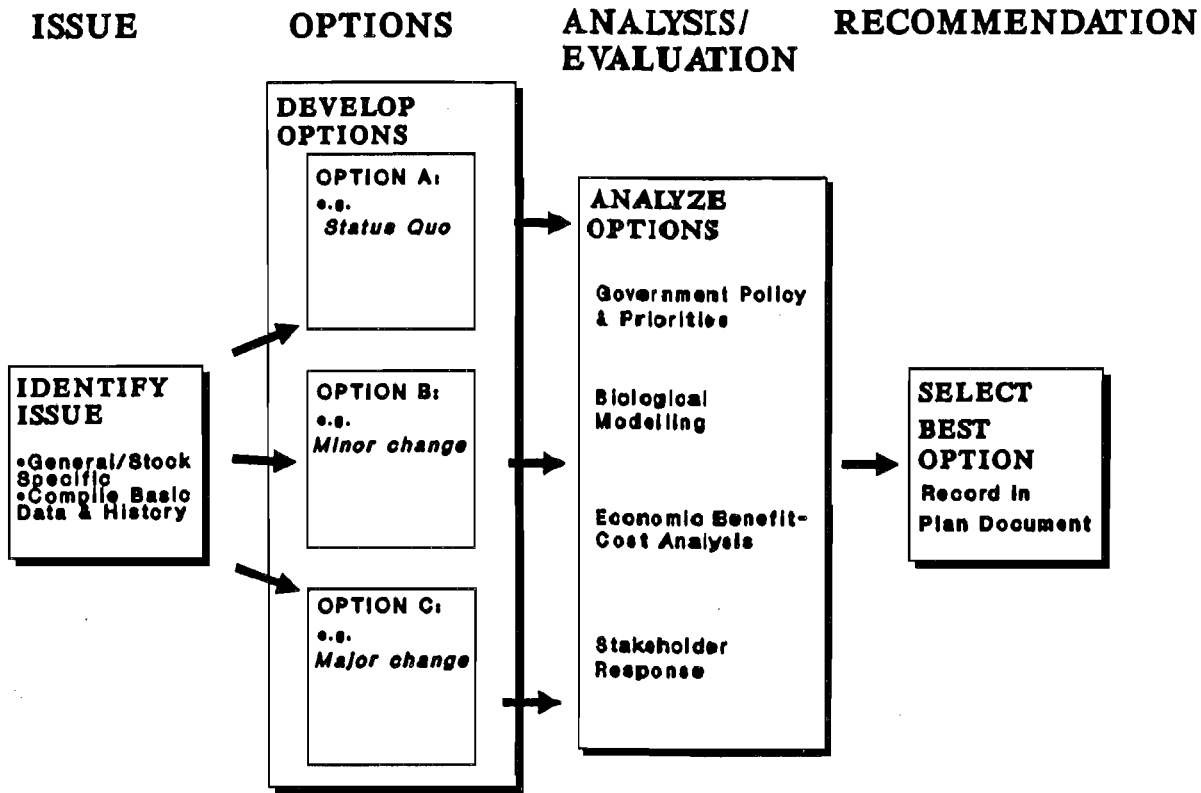 ISSUE
OPTIONS
ANALYSIS/
EVALUATION
RECOMMENDATION
IDENTIFY
ISSUE
•General/Stock
Specific
•Compile Basic
Data & History
DEVELOP
OPTIONS
OPTION A:
e.g.
Status Quo
OPTION B:
e.g.
Minor change
OPTION C:
e.g.
Major change
ANALYZE
OPTIONS
Government Policy
& Priorities
Biological
Modelling
Economic Benefit-
Cost Analysis
Stakeholder
Response
SELECT
BEST
OPTION
Record in
Plan Document